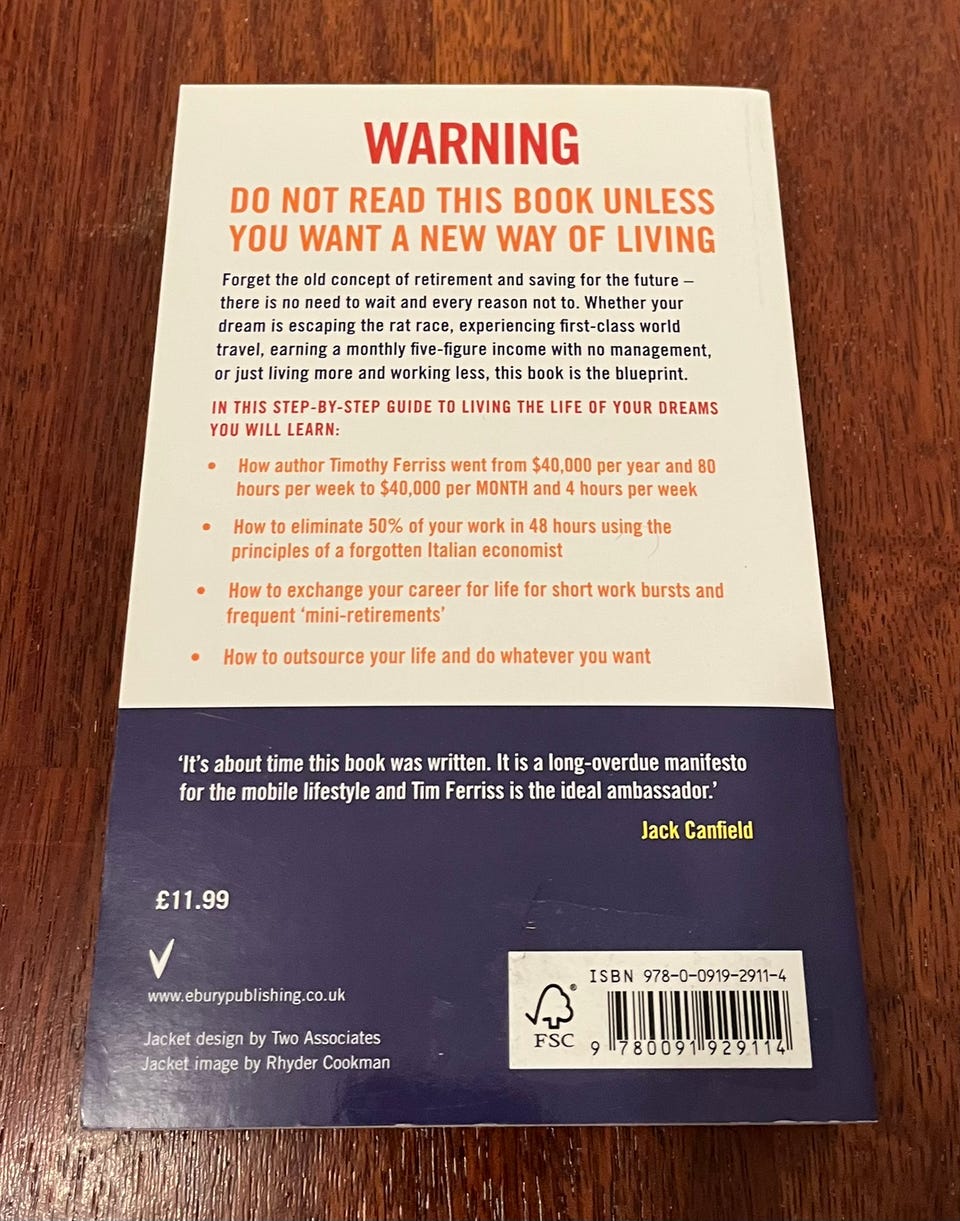 WARNING
DO NOT READ THIS BOOK UNLESS
YOU WANT A NEW WAY OF LIVING
Forget the old concept of retirement and saving for the future –
there is no need to wait and every reason not to. Whether your
dream is escaping the rat race, experiencing first-class world
travel, earning a monthly five-figure income with no management,
or just living more and working less, this book is the blueprint.
IN THIS STEP-BY-STEP GUIDE TO LIVING THE LIFE OF YOUR DREAMS
YOU WILL LEARN:
• How author Timothy Ferriss went from $40,000 per year and 80
hours per week to $40,000 per MONTH and 4 hours per week
• How to eliminate 50% of your work in 48 hours using the
principles of a forgotten Italian economist
• How to exchange your career for life for short work bursts and
frequent ‘mini-retirements’
• How to outsource your life and do whatever you want
‘It’s about time this book was written. It is a long-overdue manifesto
for the mobile lifestyle and Tim Ferriss is the ideal ambassador.’
Jack Canfield
£11.99
www.eburypublishing.co.uk
Jacket design by Two Associates
Jacket image by Rhyder Cookman
ISBN 978-0-0919-2911-4
® FSC
9 780091 929114